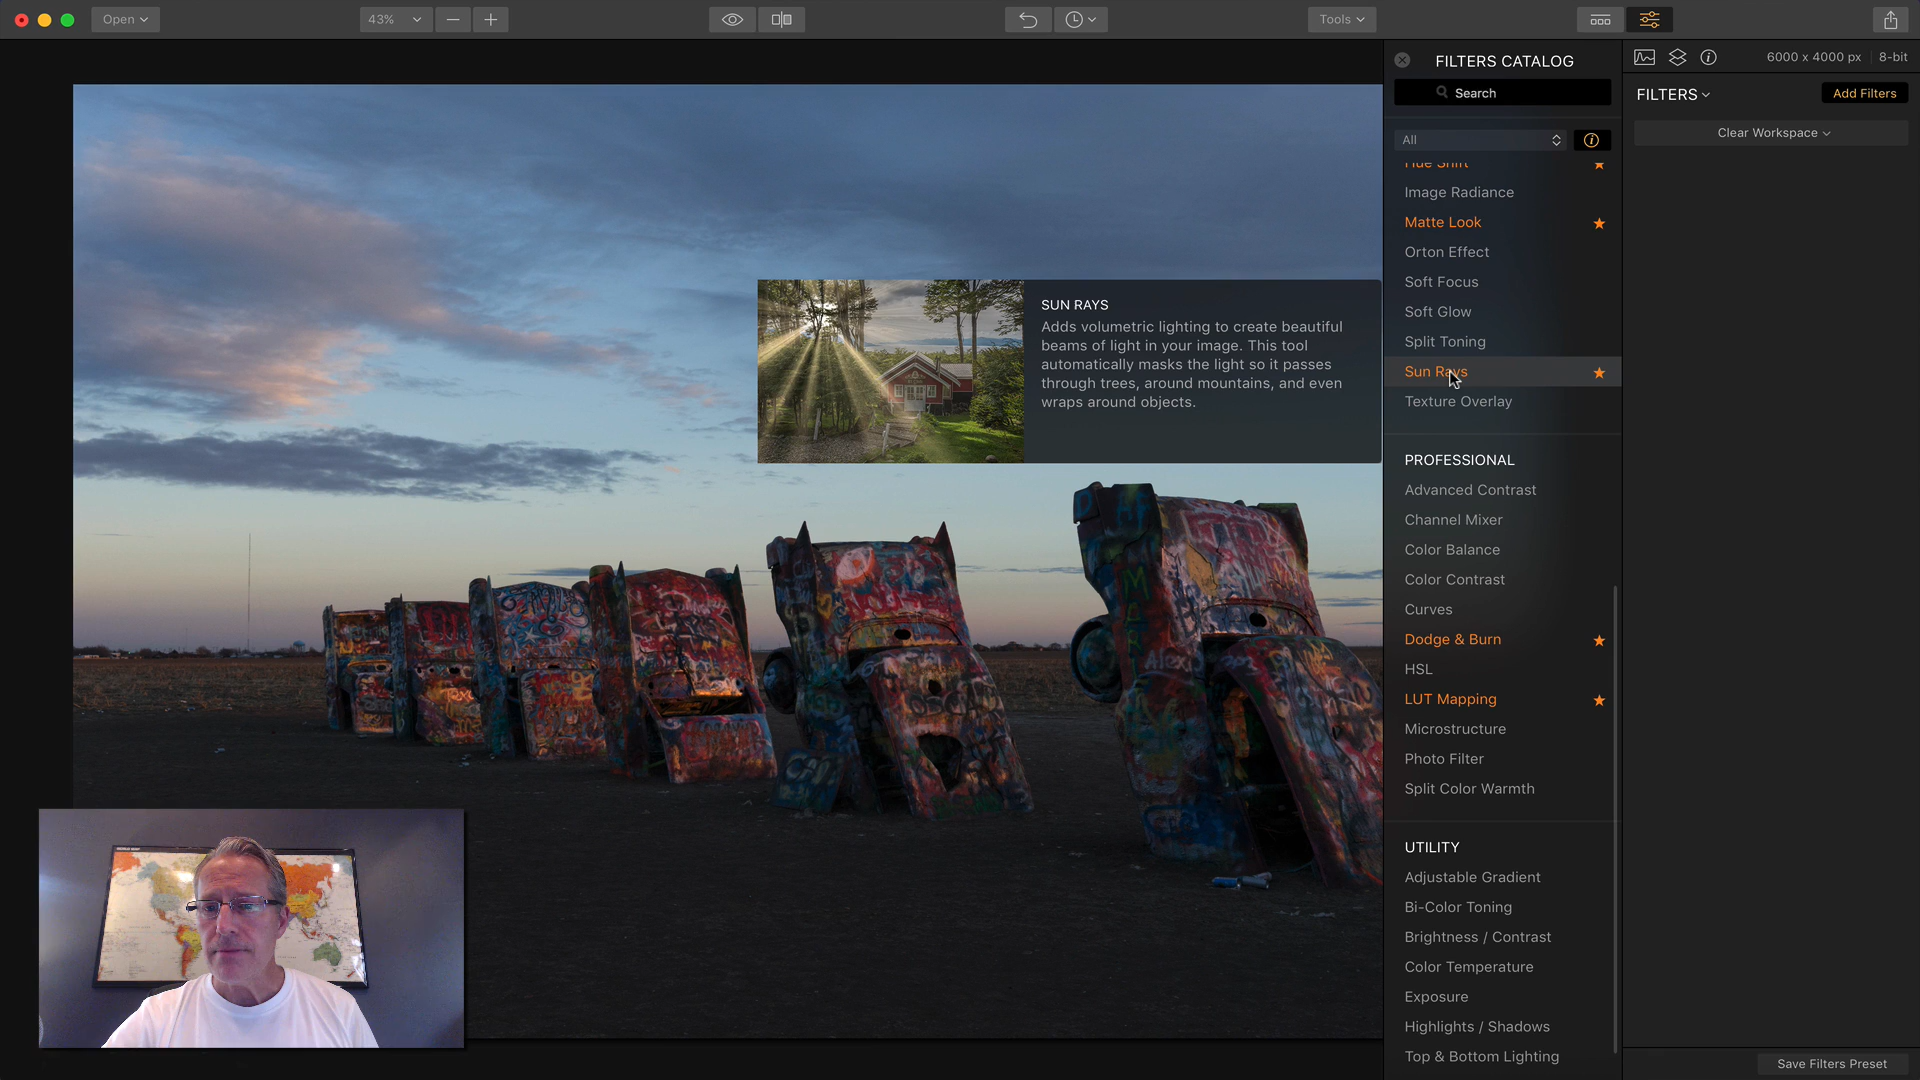 Open
43%
Tools
FILTERS CATALOG
Search
All
Hue Shift
Image Radiance
Matte Look
Orton Effect
Soft Focus
Soft Glow
Split Toning
Sun Rays
Texture Overlay
PROFESSIONAL
Advanced Contrast
Channel Mixer
Color Balance
Color Contrast
Curves
Dodge & Burn
HSL
LUT Mapping
Microstructure
Photo Filter
Split Color Warmth
UTILITY
Adjustable Gradient
Bi-Color Toning
Brightness / Contrast
Color Temperature
Exposure
Highlights / Shadows
Top & Bottom Lighting
SUN RAYS
Adds volumetric lighting to create beautiful
beams of light in your image. This tool
automatically masks the light so it passes
through trees, around mountains, and even
wraps around objects.
6000 x 4000 px
8-bit
FILTERS
Add Filters
Clear Workspace
Save Filters Preset